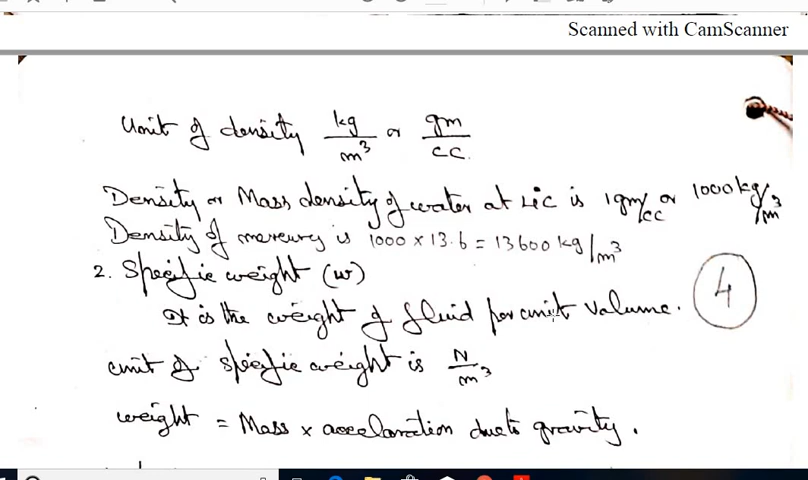 Scanned with CamScanner
Unit of density kg/m³ or gm/cc
Density or Mass density of water at 4°C is 1gm/cc or 1000 kg/m³
Density of mercury is 1000 × 13.6 = 13600 kg/m³
2. Specific weight (w)
It is the weight of fluid per unit volume.
4
unit of specific weight is N/m³
weight = Mass × acceleration due to gravity.